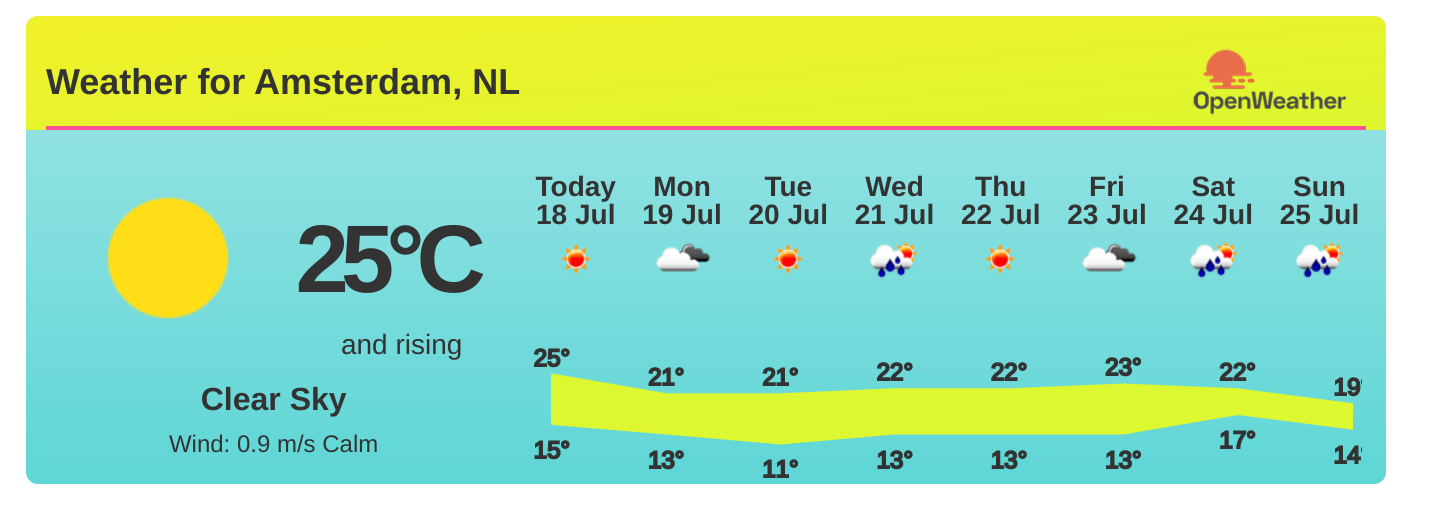 Weather for Amsterdam, NL
OpenWeather
25°C
and rising
Clear Sky
Wind: 0.9 m/s Calm
Today Mon Tue Wed Thu Fri Sat Sun
18 Jul 19 Jul 20 Jul 21 Jul 22 Jul 23 Jul 24 Jul 25 Jul
25° 21° 21° 22° 22° 23° 22° 19°
15° 13° 11° 13° 13° 13° 17° 14°